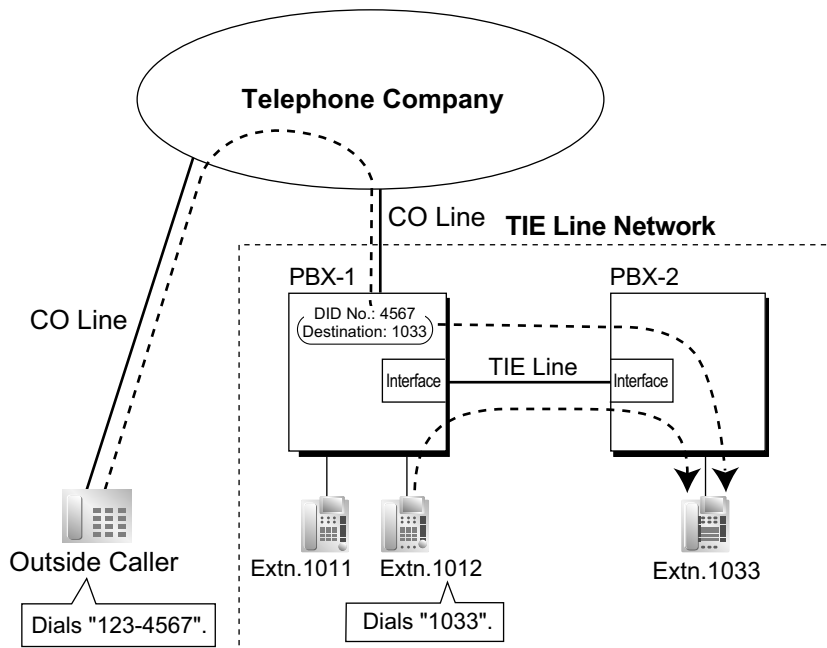 Telephone Company
CO Line
TIE Line Network
PBX-1
PBX-2
DID No.: 4567
Destination: 1033
CO Line
TIE Line
Interface
Interface
Outside Caller
Extn.1011
Extn.1012
Extn.1033
Dials "123-4567".
Dials "1033".